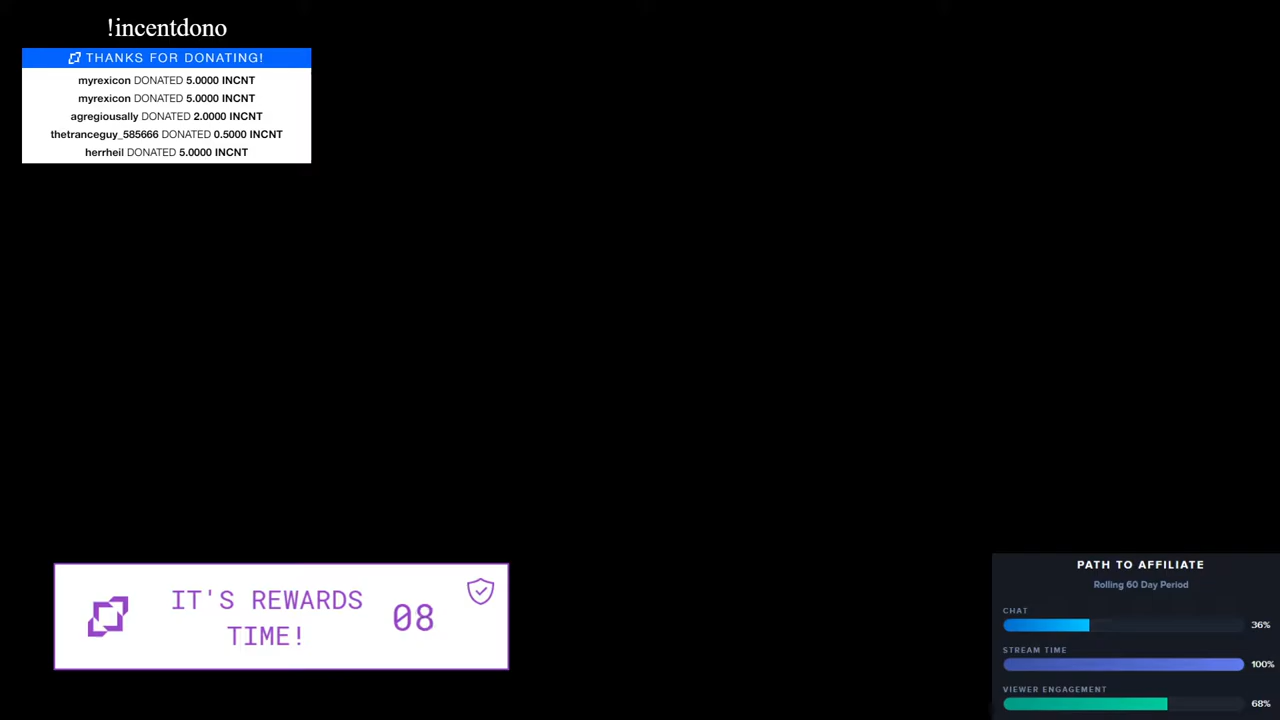 !incentdono
THANKS FOR DONATING!
myrexicon DONATED 5.0000 INCNT
myrexicon DONATED 5.0000 INCNT
agregiousally DONATED 2.0000 INCNT
thetranceguy_585666 DONATED 0.5000 INCNT
herrheil DONATED 5.0000 INCNT
IT'S REWARDS
TIME!
08
PATH TO AFFILIATE
Rolling 60 Day Period
CHAT
36%
STREAM TIME
100%
VIEWER ENGAGEMENT
68%